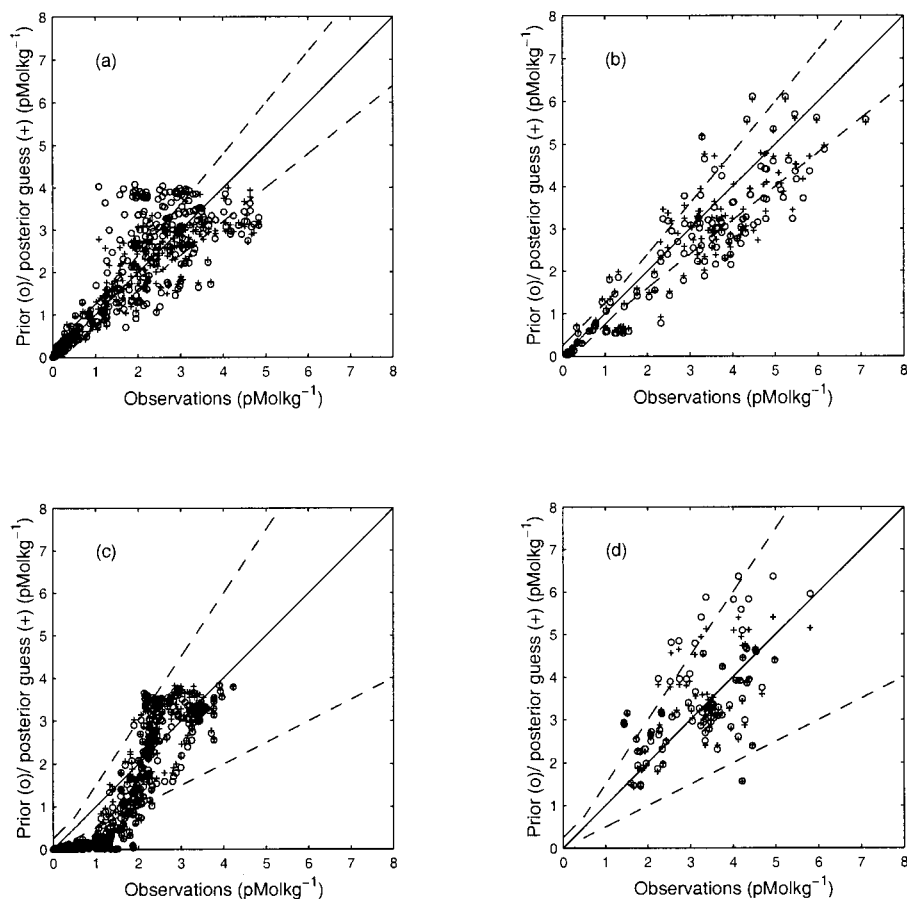 (a)
8
7
6
5
4
3
2
1
0
0 1 2 3 4 5 6 7 8
Prior (o)/ posterior guess (+) (pMolkg⁻¹)
Observations (pMolkg⁻¹)
(b)
8
7
6
5
4
3
2
1
0
0 1 2 3 4 5 6 7 8
Prior (o)/ posterior guess (+) (pMolkg⁻¹)
Observations (pMolkg⁻¹)
(c)
8
7
6
5
4
3
2
1
0
0 1 2 3 4 5 6 7 8
Prior (o)/ posterior guess (+) (pMolkg⁻¹)
Observations (pMolkg⁻¹)
(d)
8
7
6
5
4
3
2
1
0
0 1 2 3 4 5 6 7 8
Prior (o)/ posterior guess (+) (pMolkg⁻¹)
Observations (pMolkg⁻¹)